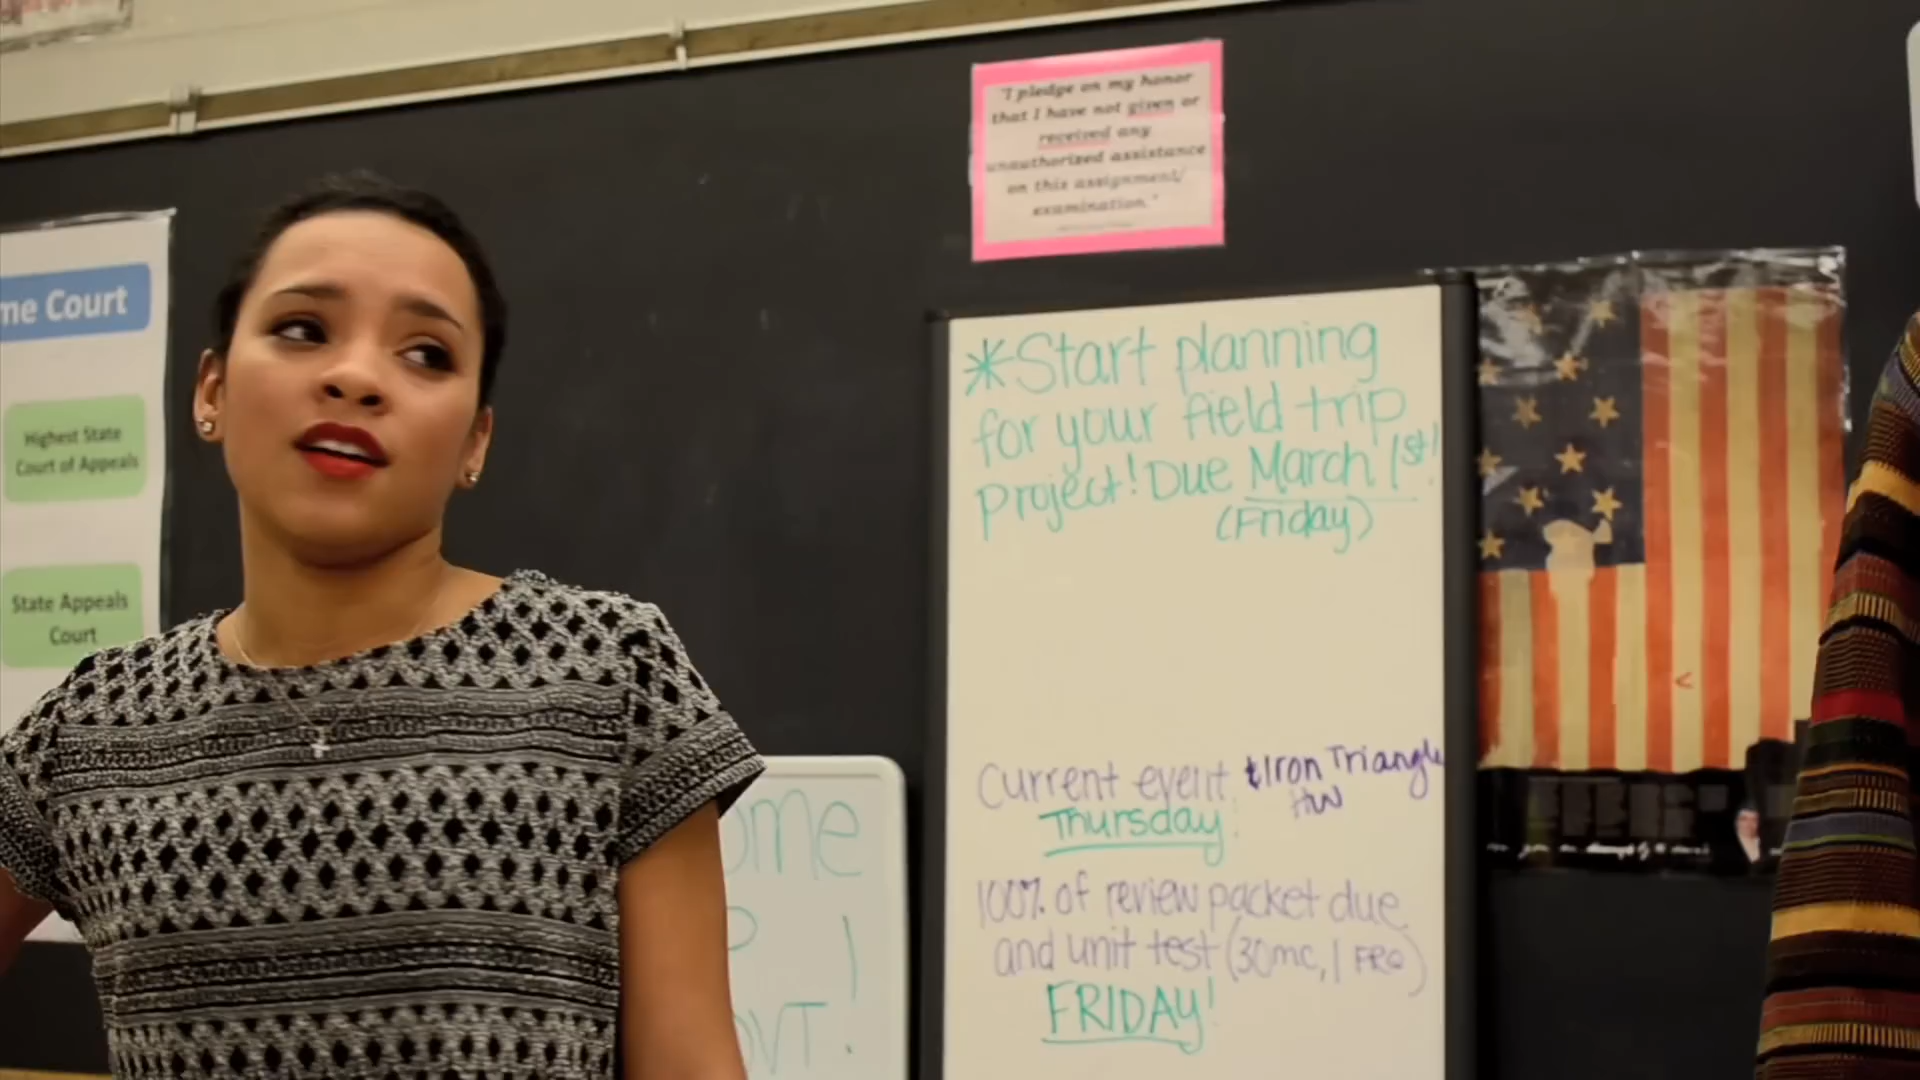 me Court
Highest State
Court of Appeals
State Appeals
Court
"I pledge on my honor
that I have not given or
received any
unauthorized assistance
on this assignment/
examination."
*Start planning
for your field trip
project! Due March 1st!
(Friday)
Current event & Iron Triangle
HW
Thursday!
100% of review packet due
and unit test (30mc, 1 FRQ)
FRIDAY!
ome
P !
OVT!